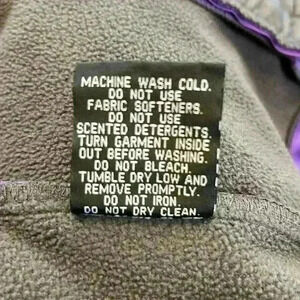 MACHINE WASH COLD.
DO NOT USE
FABRIC SOFTENERS.
DO NOT USE
SCENTED DETERGENTS.
TURN GARMENT INSIDE
OUT BEFORE WASHING.
DO NOT BLEACH.
TUMBLE DRY LOW AND
REMOVE PROMPTLY.
DO NOT IRON.
DO NOT DRY CLEAN.